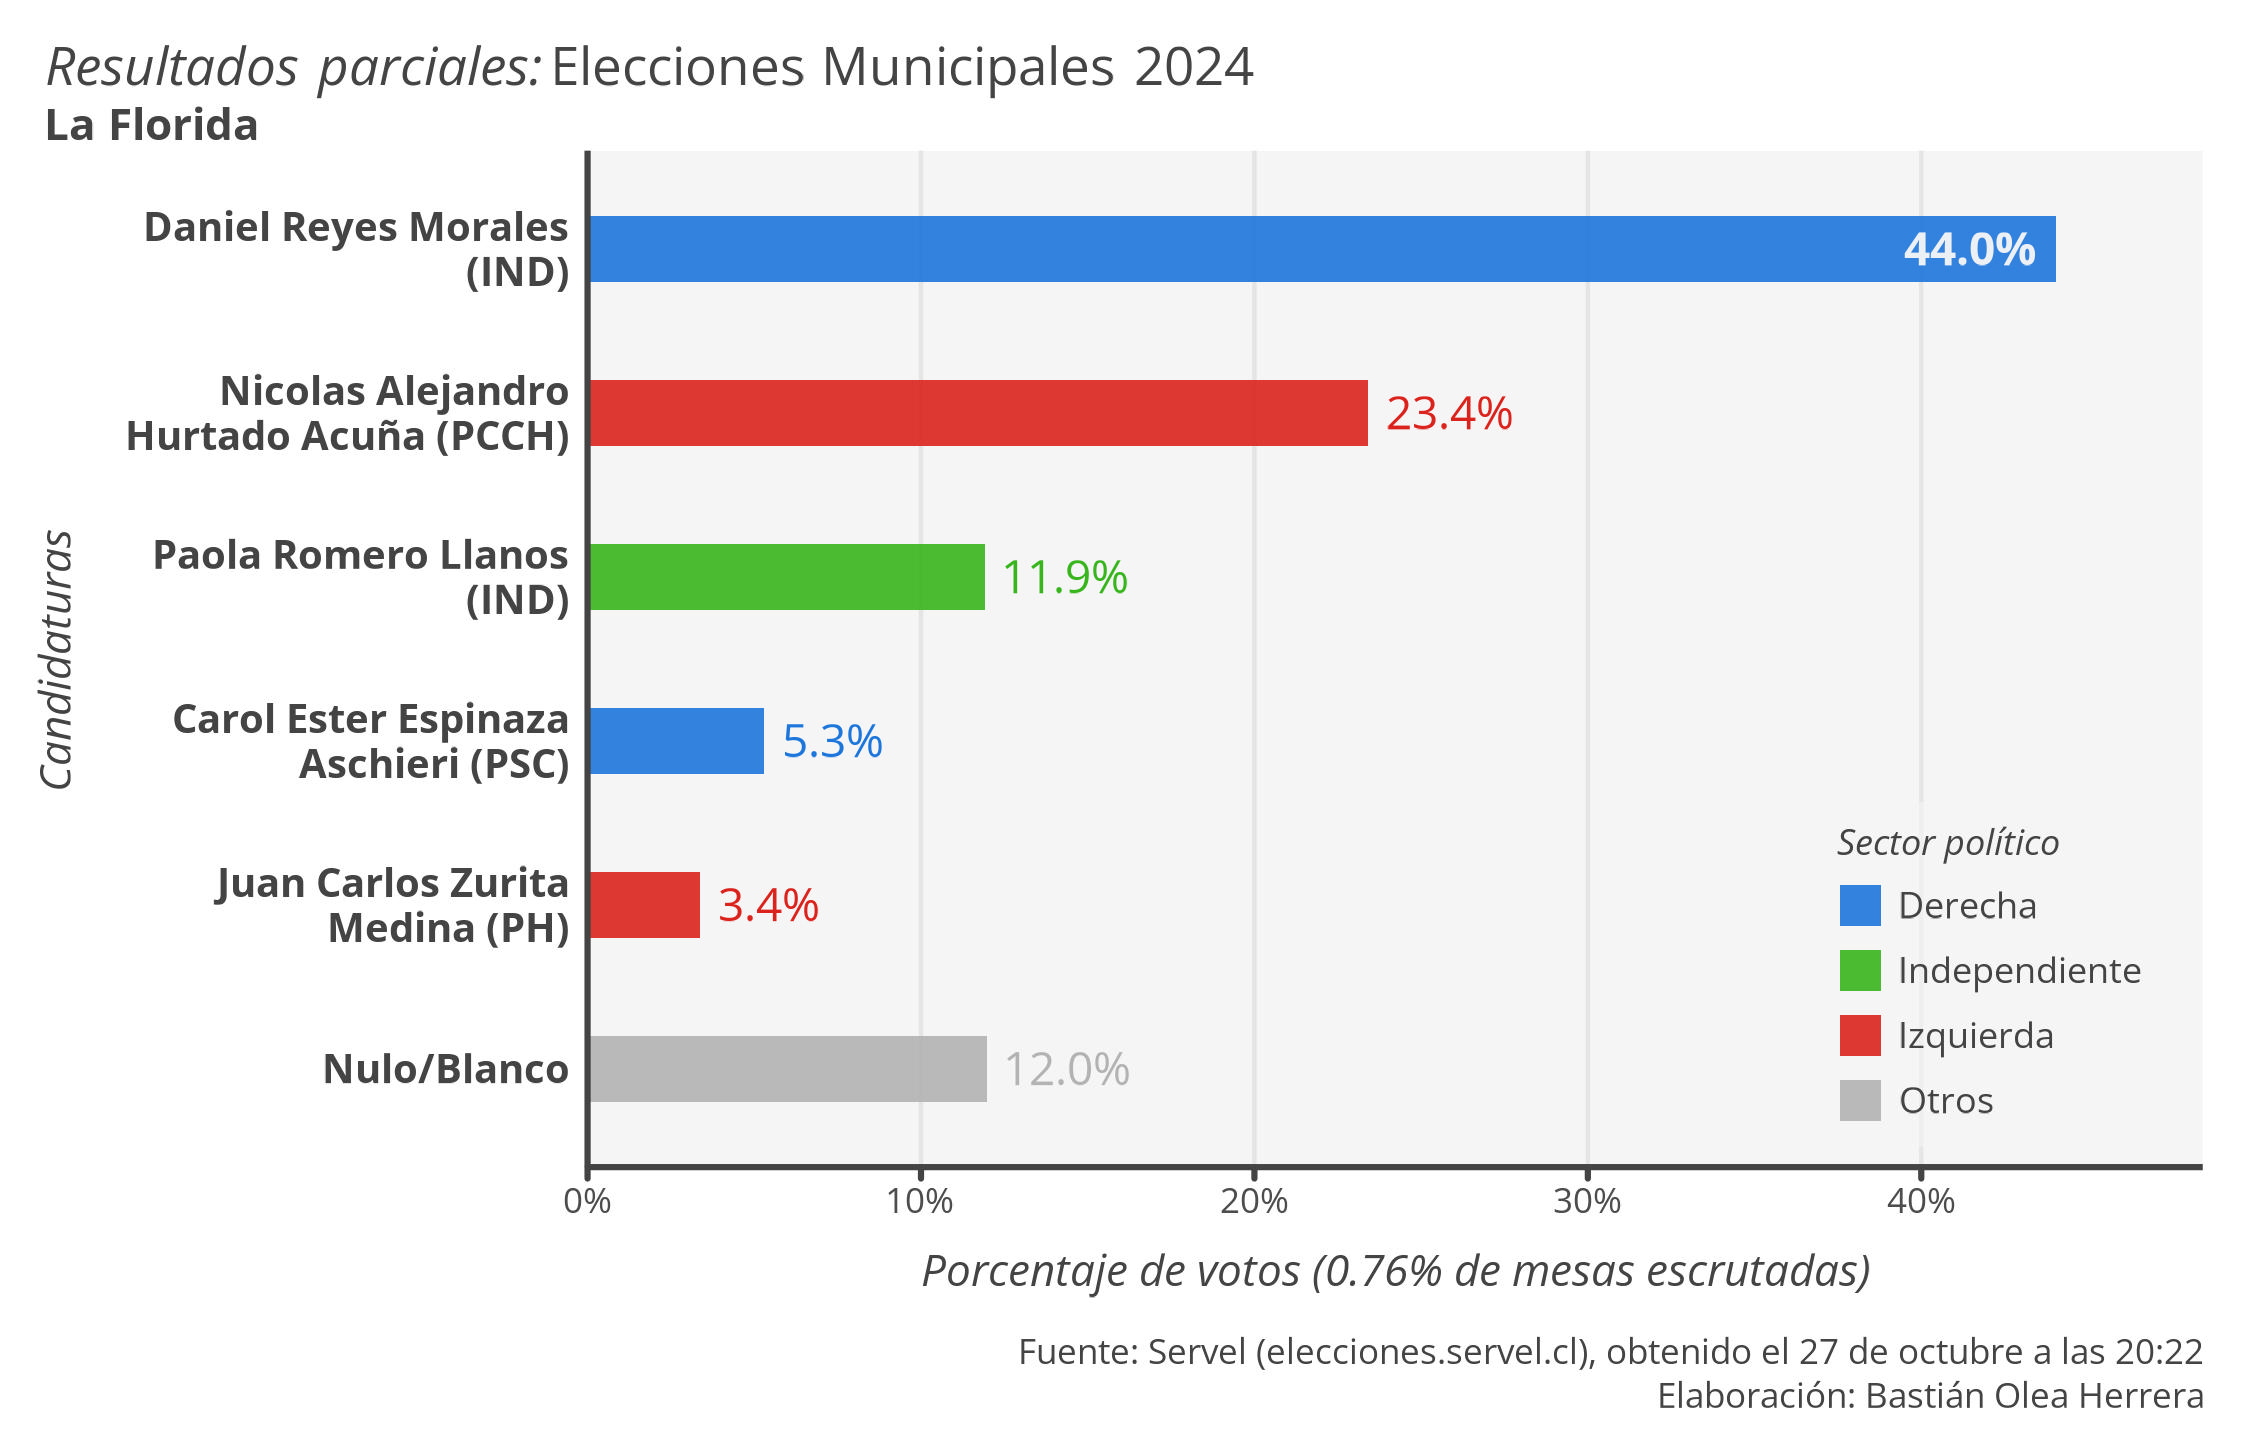 Resultados parciales: Elecciones Municipales 2024
La Florida
Candidaturas
Daniel Reyes Morales
(IND)
44.0%
Nicolas Alejandro
Hurtado Acuña (PCCH)
23.4%
Paola Romero Llanos
(IND)
11.9%
Carol Ester Espinaza
Aschieri (PSC)
5.3%
Juan Carlos Zurita
Medina (PH)
3.4%
Nulo/Blanco
12.0%
Sector político
Derecha
Independiente
Izquierda
Otros
0% 10% 20% 30% 40%
Porcentaje de votos (0.76% de mesas escrutadas)
Fuente: Servel (elecciones.servel.cl), obtenido el 27 de octubre a las 20:22
Elaboración: Bastián Olea Herrera